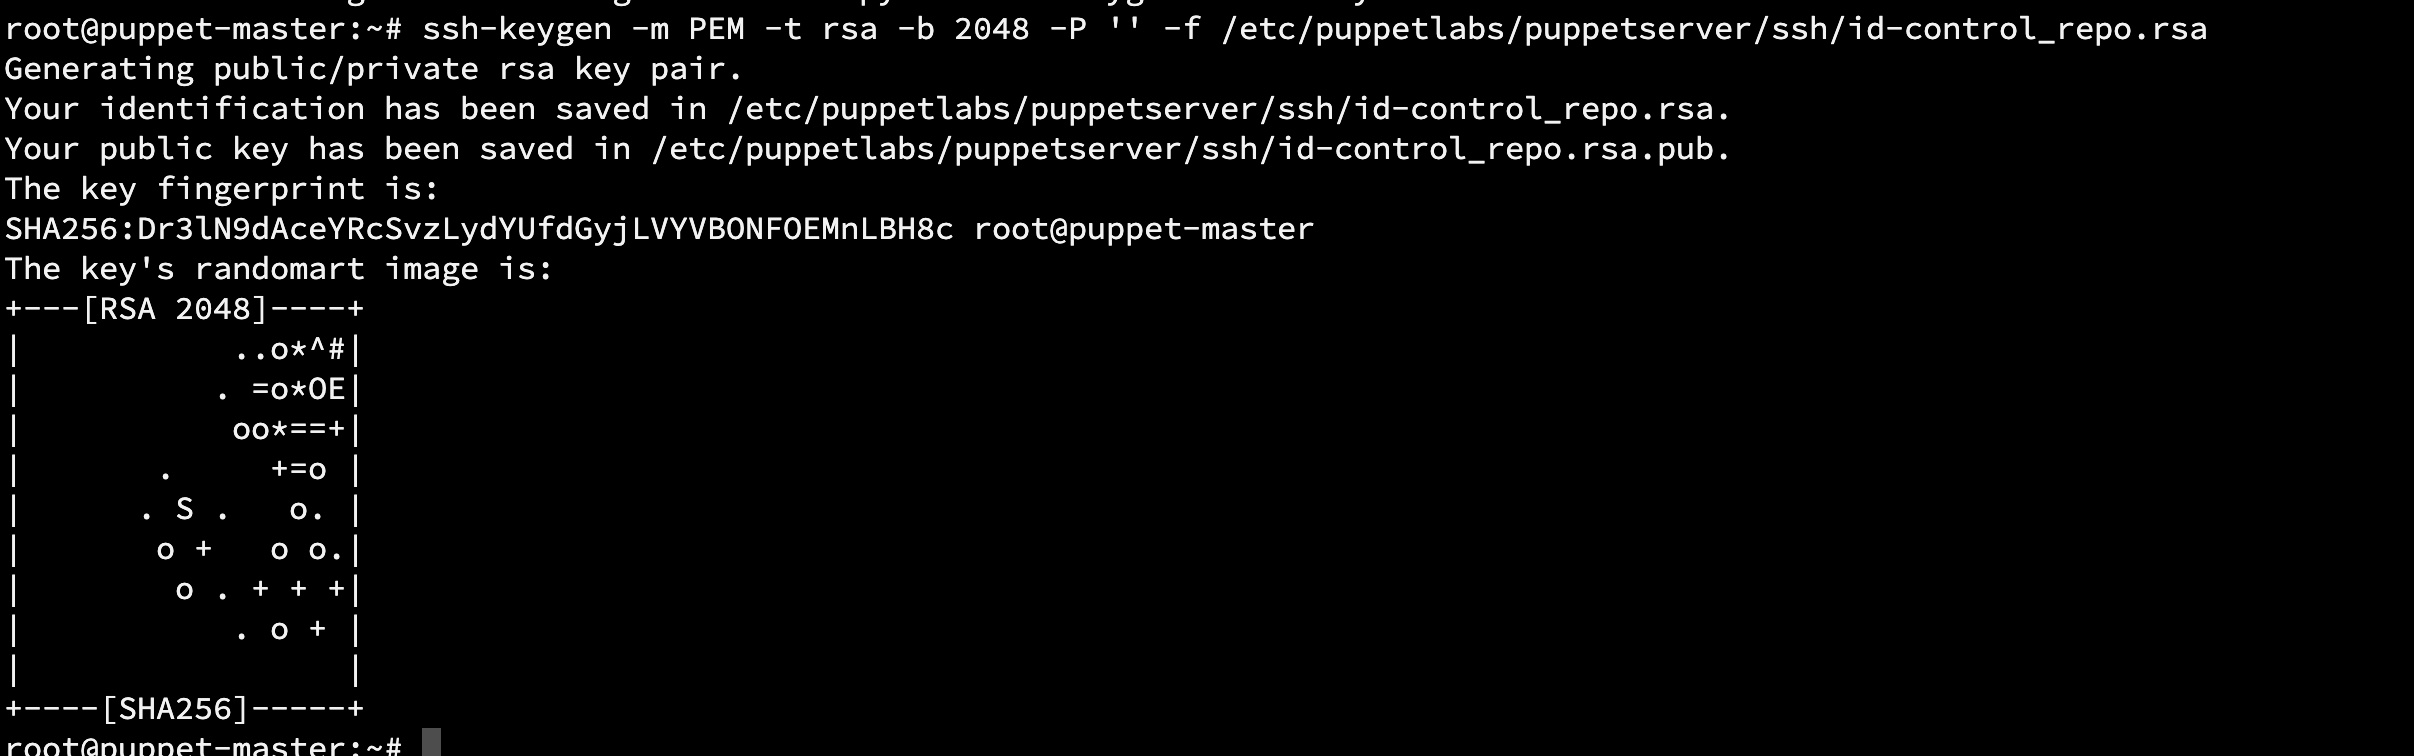 root@puppet-master:~# ssh-keygen -m PEM -t rsa -b 2048 -P '' -f /etc/puppetlabs/puppetserver/ssh/id-control_repo.rsa
Generating public/private rsa key pair.
Your identification has been saved in /etc/puppetlabs/puppetserver/ssh/id-control_repo.rsa.
Your public key has been saved in /etc/puppetlabs/puppetserver/ssh/id-control_repo.rsa.pub.
The key fingerprint is:
SHA256:Dr3lN9dAceYRcSvzLydYUfdGyjLVYVBONFOEMnLBH8c root@puppet-master
The key's randomart image is:
+---[RSA 2048]----+
|           ..o*^#|
|          . =o*OE|
|           oo*==+|
|       .     +=o |
|      . S .   o. |
|       o +   o o.|
|        o . + + +|
|           . o + |
|                 |
+----[SHA256]-----+
root@puppet-master:~#